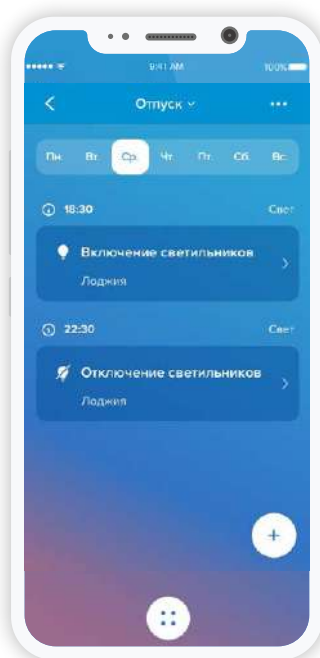 9:41 AM 100%
Отпуск
Пн. Вт. Ср. Чт. Пт. Сб. Вс.
18:30 Свет
Включение светильников
Лоджия
22:30 Свет
Отключение светильников
Лоджия